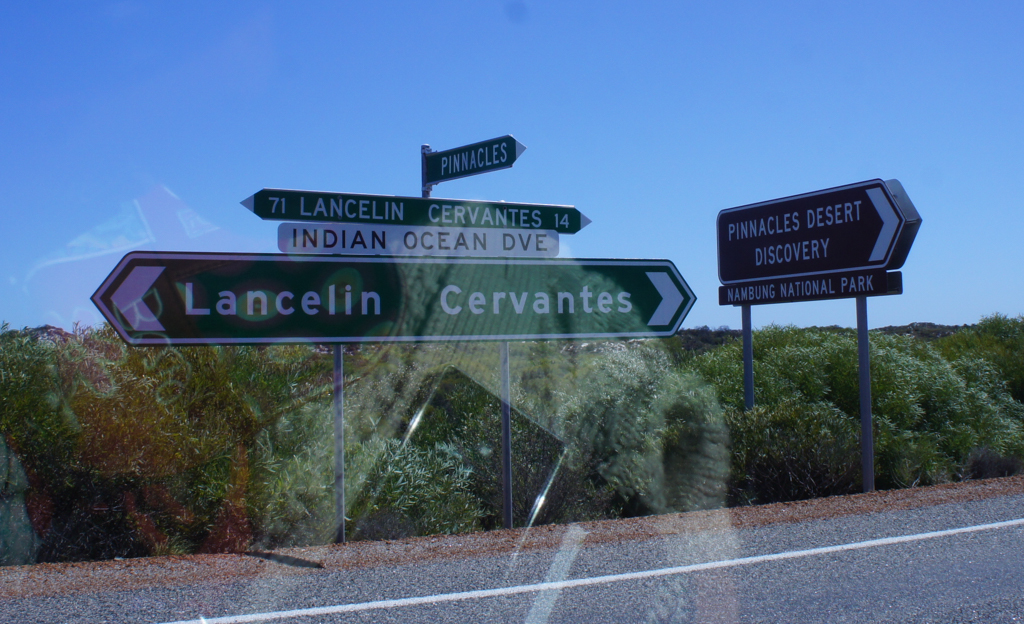 PINNACLES
71 LANCELIN CERVANTES 14
INDIAN OCEAN DVE
Lancelin Cervantes
PINNACLES DESERT
DISCOVERY
NAMBUNG NATIONAL PARK